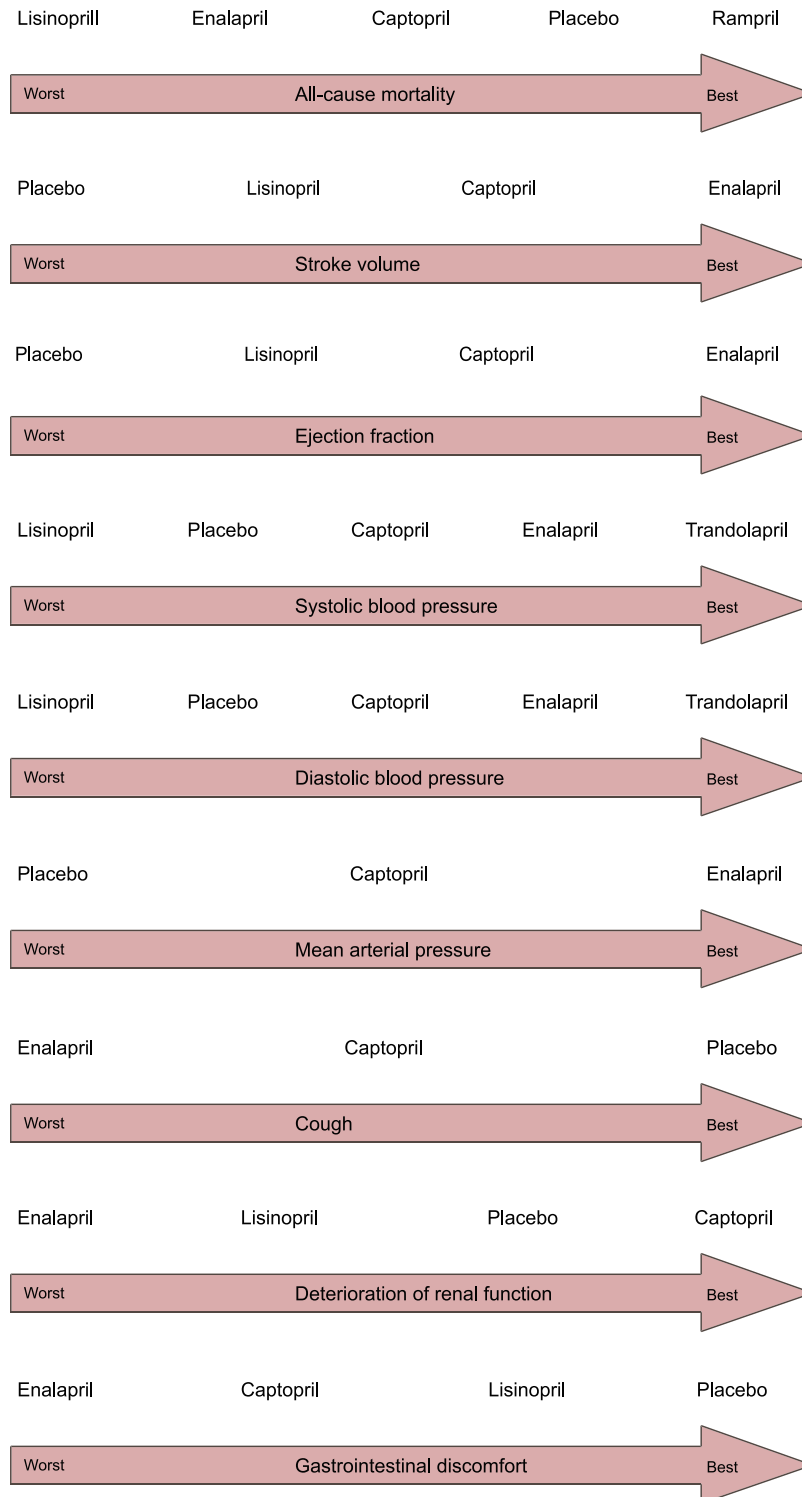 Lisinoprill Enalapril Captopril Placebo Rampril
Worst All-cause mortality Best
Placebo Lisinopril Captopril Enalapril
Worst Stroke volume Best
Placebo Lisinopril Captopril Enalapril
Worst Ejection fraction Best
Lisinopril Placebo Captopril Enalapril Trandolapril
Worst Systolic blood pressure Best
Lisinopril Placebo Captopril Enalapril Trandolapril
Worst Diastolic blood pressure Best
Placebo Captopril Enalapril
Worst Mean arterial pressure Best
Enalapril Captopril Placebo
Worst Cough Best
Enalapril Lisinopril Placebo Captopril
Worst Deterioration of renal function Best
Enalapril Captopril Lisinopril Placebo
Worst Gastrointestinal discomfort Best